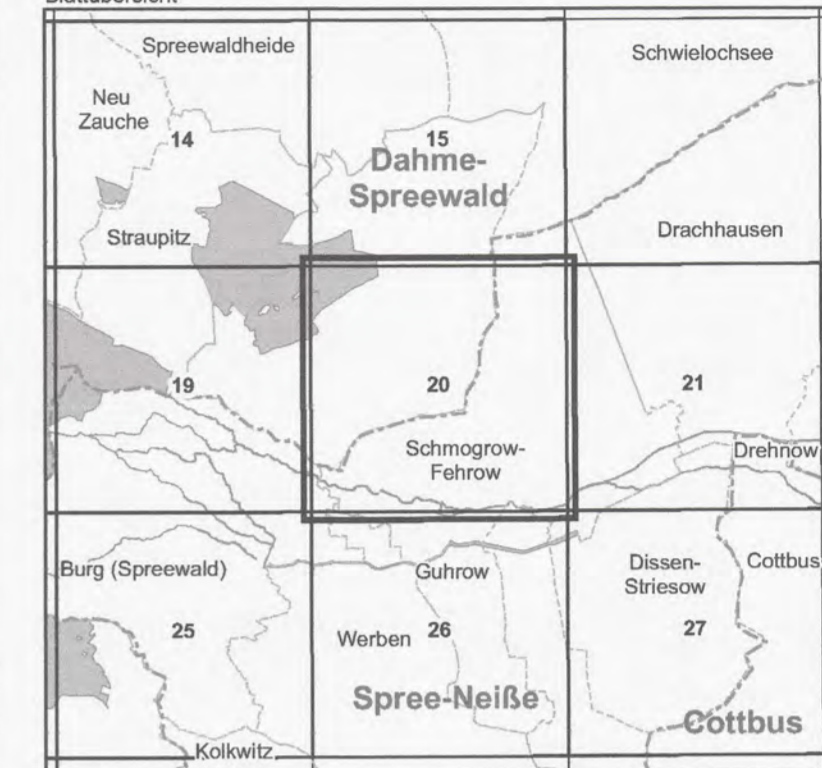 Blattübersicht
Spreewaldheide
Schwielochsee
Neu
Zauche
14
15
Dahme-
Spreewald
Straupitz
Drachhausen
19
20
21
Schmogrow-
Fehrow
Drehnow
Burg (Spreewald)
Guhrow
Dissen-
Striesow
Cottbus
25
Werben
26
27
Spree-Neiße
Cottbus
Kolkwitz